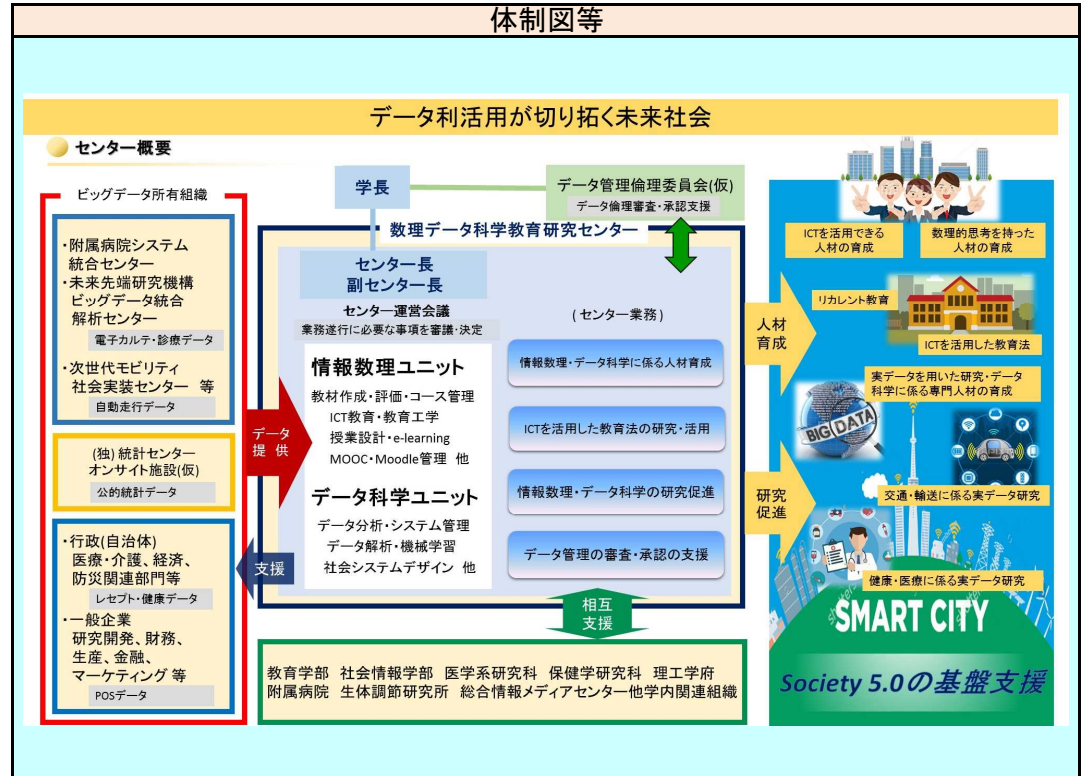 体制図等
データ利活用が切り拓く未来社会
センター概要
ビッグデータ所有組織
・附属病院システム
統合センター
・未来先端研究機構
ビッグデータ統合
解析センター
電子カルテ・診療データ
・次世代モビリティ
社会実装センター 等
自動走行データ
(独) 統計センター
オンサイト施設(仮)
公的統計データ
・行政(自治体)
医療・介護、経済、
防災関連部門等
レセプト・健康データ
・一般企業
研究開発、財務、
生産、金融、
マーケティング 等
POSデータ
データ
提 供
支援
学長
データ管理倫理委員会(仮)
データ倫理審査・承認支援
数理データ科学教育研究センター
センター長
副センター長
センター運営会議
業務遂行に必要な事項を審議・決定
情報数理ユニット
教材作成・評価・コース管理
ICT教育・教育工学
授業設計・e-learning
MOOC・Moodle管理 他
データ科学ユニット
データ分析・システム管理
データ解析・機械学習
社会システムデザイン 他
(センター業務)
情報数理・データ科学に係る人材育成
ICTを活用した教育法の研究・活用
情報数理・データ科学の研究促進
データ管理の審査・承認の支援
相互
支援
教育学部 社会情報学部 医学系研究科 保健学研究科 理工学府
附属病院 生体調節研究所 総合情報メディアセンター他学内関連組織
人材
育成
研究
促進
ICTを活用できる
人材の育成
数理的思考を持った
人材の育成
リカレント教育
ICTを活用した教育法
実データを用いた研究・データ
科学に係る専門人材の育成
BIG DATA
交通・輸送に係る実データ研究
健康・医療に係る実データ研究
SMART CITY
Society 5.0の基盤支援